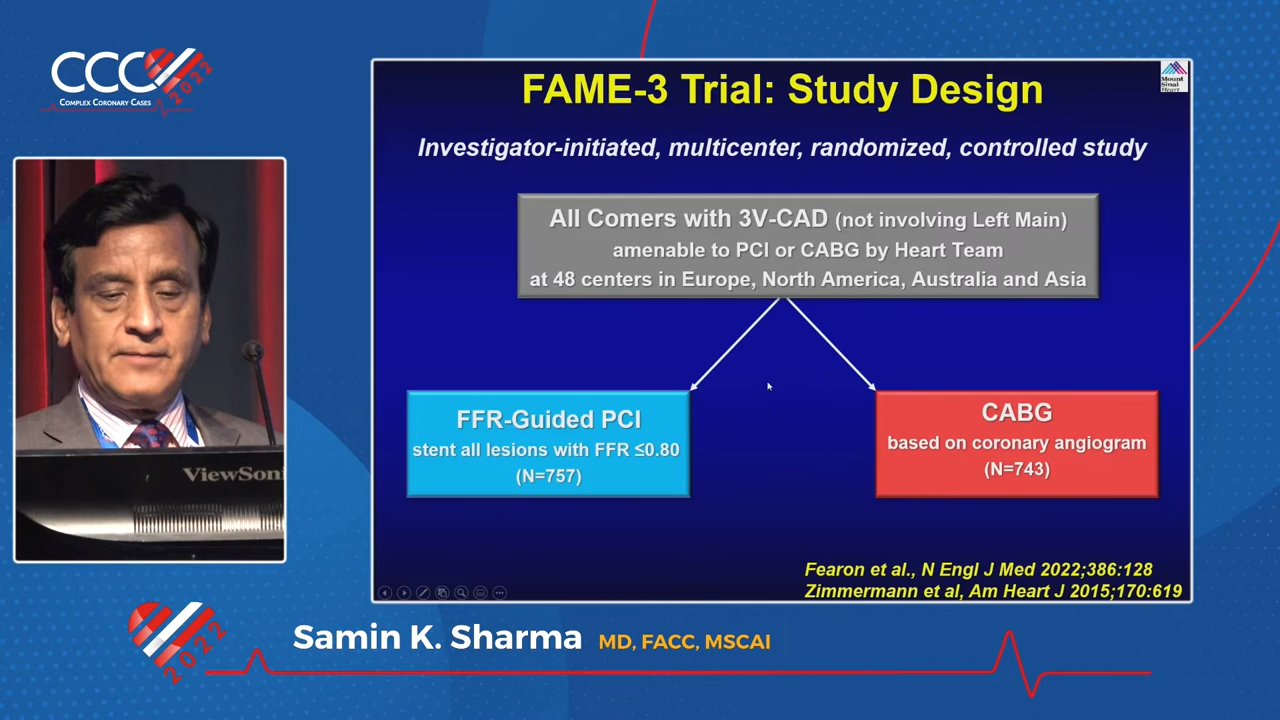 CCC 2022
COMPLEX CORONARY CASES
FAME-3 Trial: Study Design
Mount
Sinai
Heart
Investigator-initiated, multicenter, randomized, controlled study
All Comers with 3V-CAD (not involving Left Main)
amenable to PCI or CABG by Heart Team
at 48 centers in Europe, North America, Australia and Asia
FFR-Guided PCI
stent all lesions with FFR ≤0.80
(N=757)
CABG
based on coronary angiogram
(N=743)
Fearon et al., N Engl J Med 2022;386:128
Zimmermann et al, Am Heart J 2015;170:619
ViewSoni
2022
Samin K. Sharma MD, FACC, MSCAI